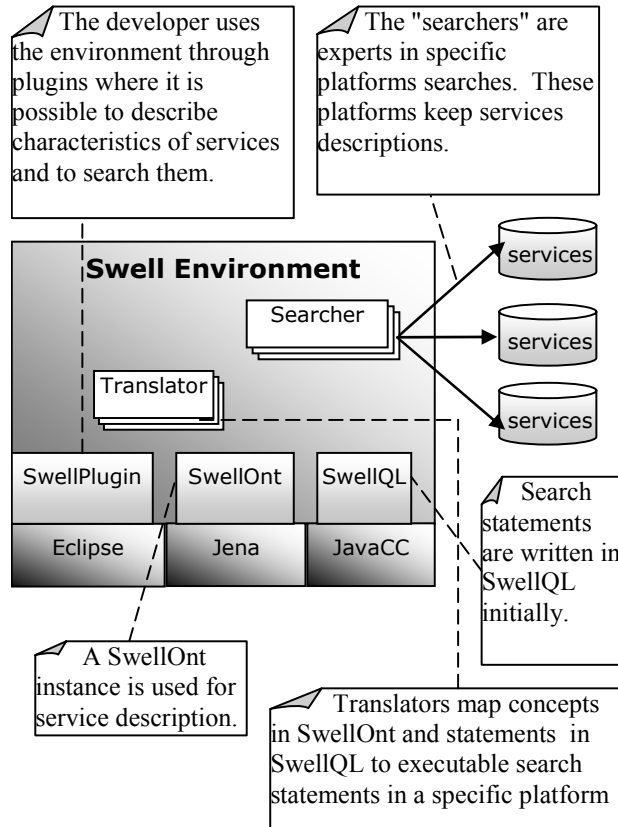 The developer uses
the environment through
plugins where it is
possible to describe
characteristics of services
and to search them.
The "searchers" are
experts in specific
platforms searches. These
platforms keep services
descriptions.
Swell Environment
services
Searcher
services
Translator
services
SwellPlugin
SwellOnt
SwellQL
Eclipse
Jena
JavaCC
Search
statements
are written in
SwellQL
initially.
A SwellOnt
instance is used for
service description.
Translators map concepts
in SwellOnt and statements in
SwellQL to executable search
statements in a specific platform